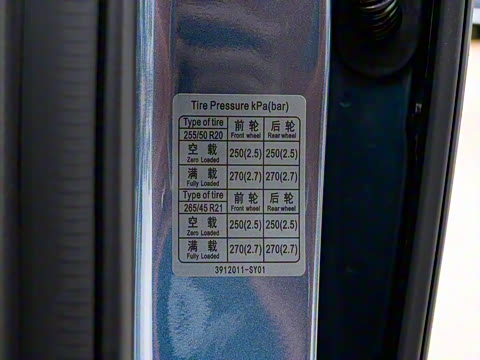 Tire Pressure kPa(bar)
Type of tire 前轮 后轮
255/50 R20 Front wheel Rear wheel
空载 250(2.5) 250(2.5)
Zero Loaded
满载 270(2.7) 270(2.7)
Fully Loaded
Type of tire 前轮 后轮
265/45 R21 Front wheel Rear wheel
空载 250(2.5) 250(2.5)
Zero Loaded
满载 270(2.7) 270(2.7)
Fully Loaded
3912011-SY01